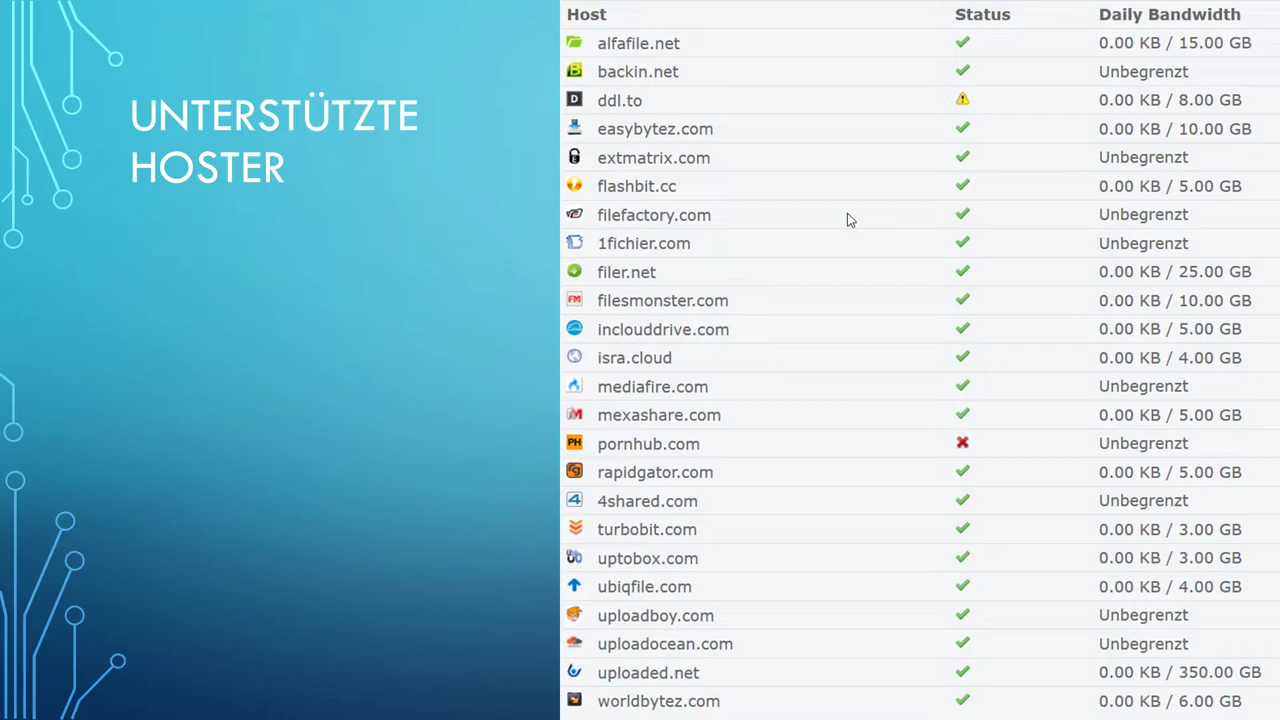 UNTERSTÜTZTE
HOSTER
Host Status Daily Bandwidth
alfafile.net 0.00 KB / 15.00 GB
backin.net Unbegrenzt
D ddl.to 0.00 KB / 8.00 GB
easybytez.com 0.00 KB / 10.00 GB
extmatrix.com Unbegrenzt
flashbit.cc 0.00 KB / 5.00 GB
filefactory.com Unbegrenzt
1fichier.com Unbegrenzt
filer.net 0.00 KB / 25.00 GB
FM filesmonster.com 0.00 KB / 10.00 GB
inclouddrive.com 0.00 KB / 5.00 GB
isra.cloud 0.00 KB / 4.00 GB
mediafire.com Unbegrenzt
M mexashare.com 0.00 KB / 5.00 GB
PH pornhub.com Unbegrenzt
rapidgator.com 0.00 KB / 5.00 GB
4 4shared.com Unbegrenzt
turbobit.com 0.00 KB / 3.00 GB
uptobox.com 0.00 KB / 3.00 GB
ubiqfile.com 0.00 KB / 4.00 GB
uploadboy.com Unbegrenzt
uploadocean.com Unbegrenzt
uploaded.net 0.00 KB / 350.00 GB
worldbytez.com 0.00 KB / 6.00 GB